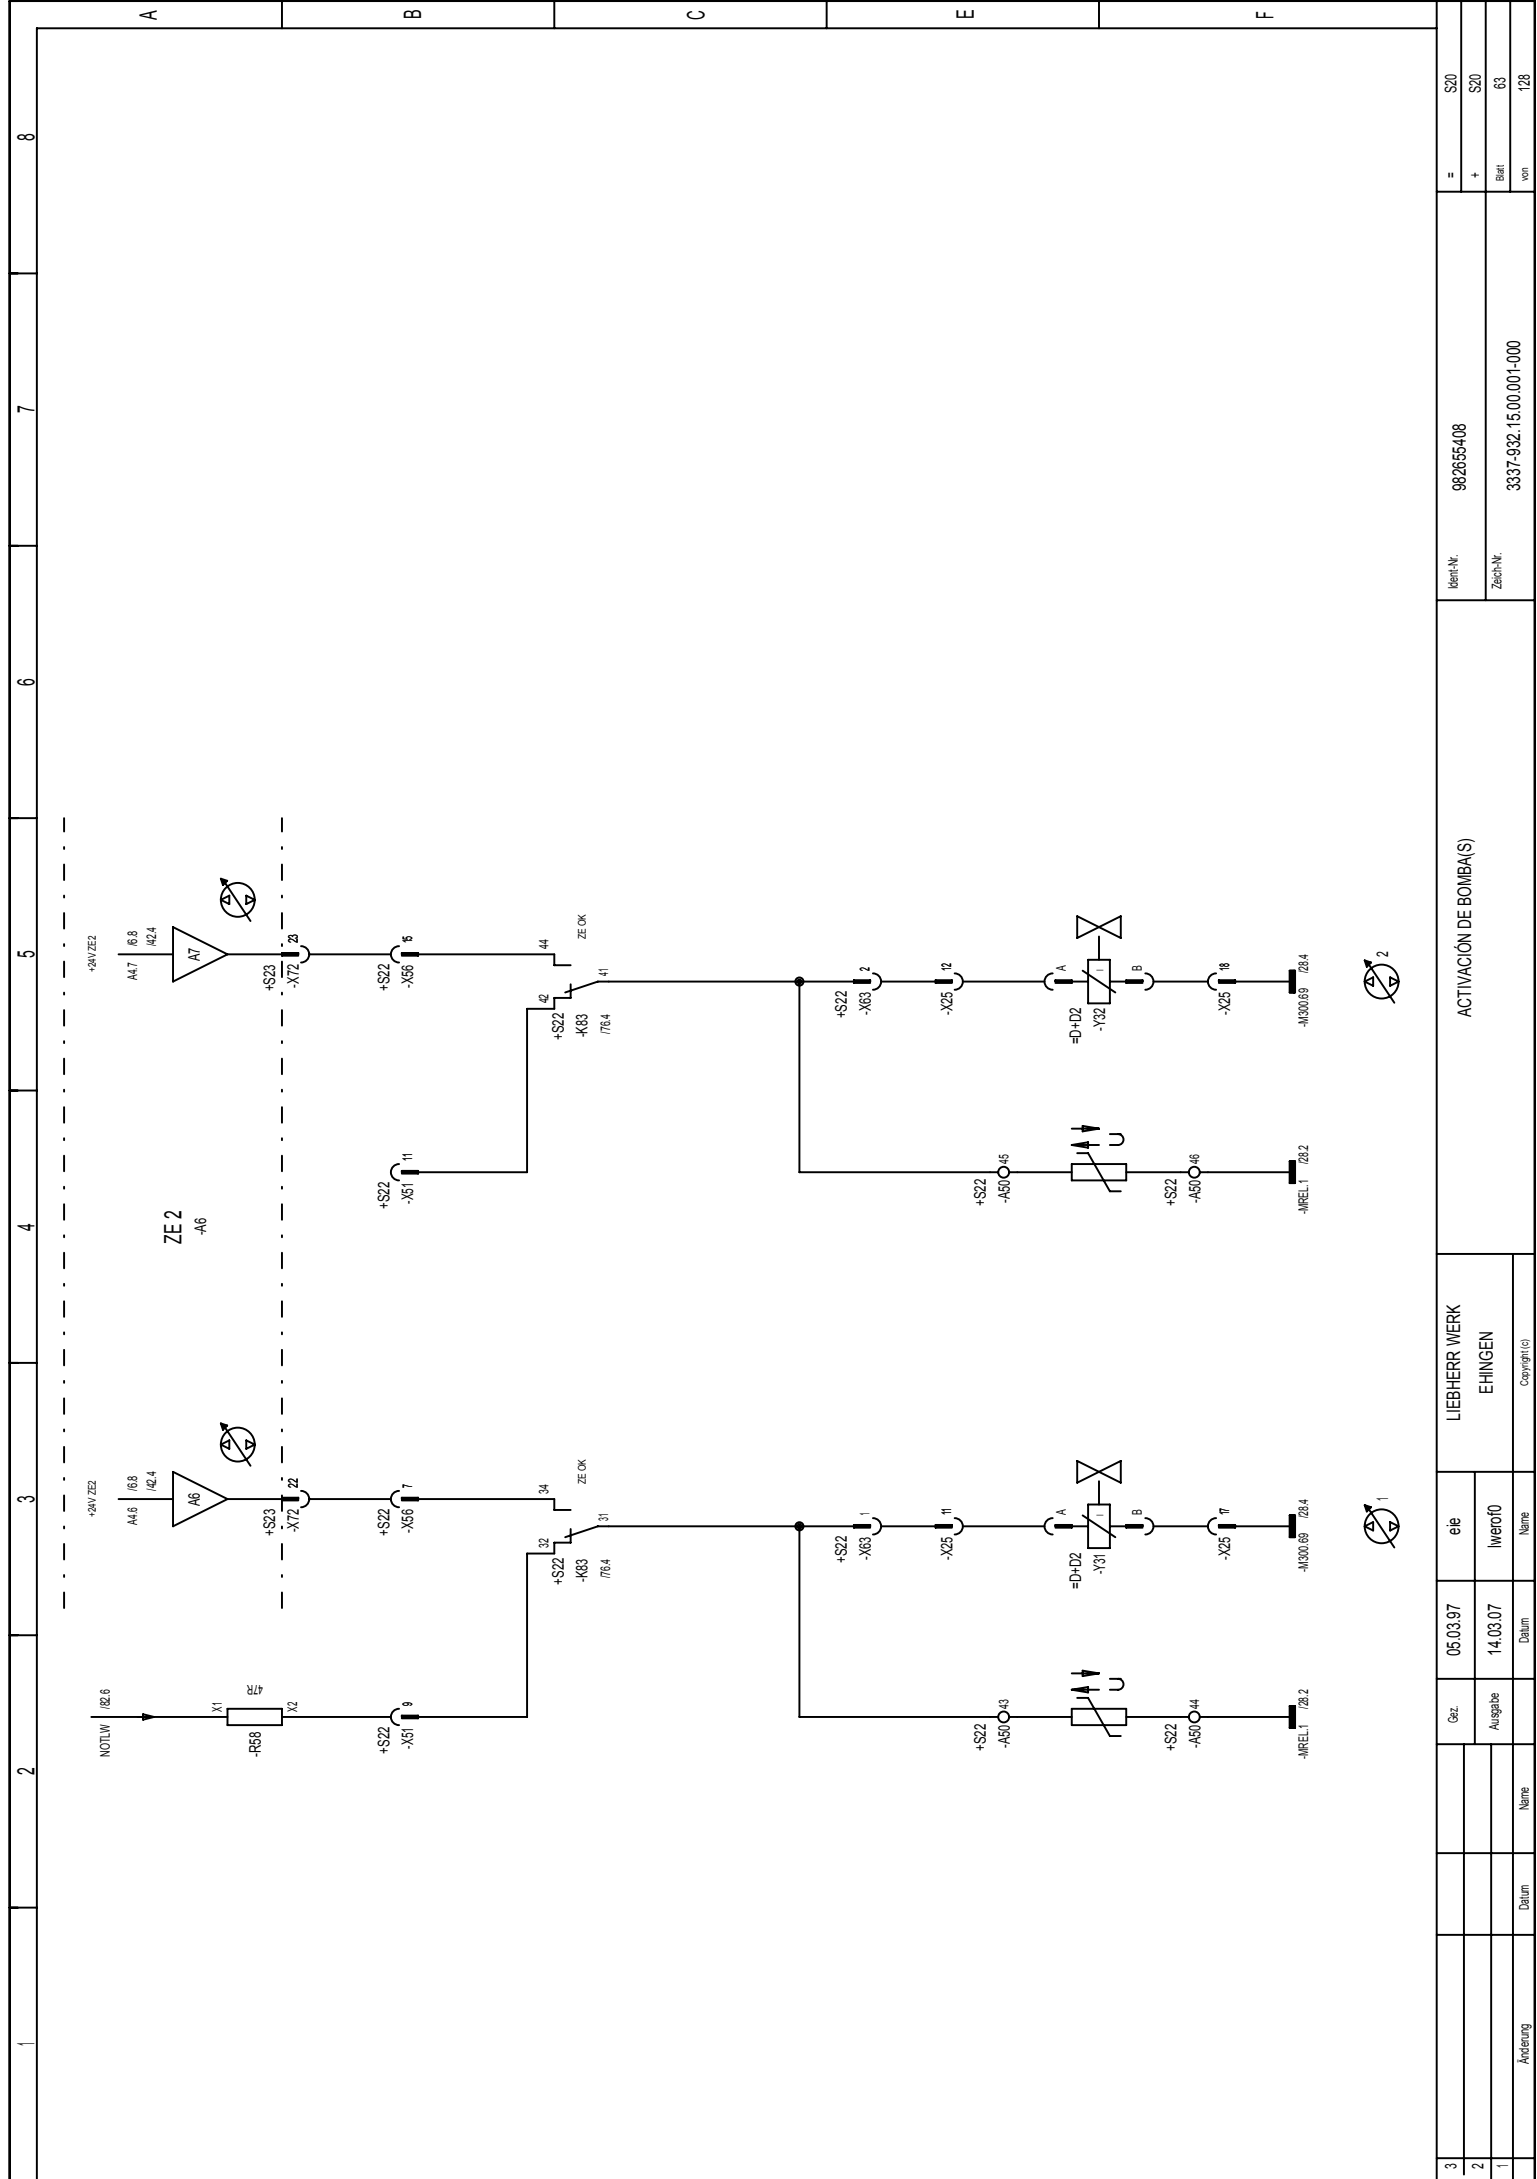 1 2 3 4 5 6 7 8
A
B
C
E
F
NOTLW /82.6
X1
-R58
47R
X2
+S22
-X51 9
+24V ZE2
A4.6 /6.8
/42.4
A6
+S23
-X72 22
+S22
-X56 7
32 34
+S22
-K83
/76.4
31
ZE OK
ZE 2
-A6
+24V ZE2
A4.7 /6.8
/42.4
A7
+S23
-X72 23
+S22
-X56 15
+S22
-X51 11
42 44
+S22
-K83
/76.4
41
ZE OK
+S22
-X63 1
-X25 11
+S22
-A50 43
U
+S22
-A50 44
-MREL.1 /28.2
=D+D2
-Y31
A
I
B
-X25 17
-M300.69 /28.4
1
+S22
-X63 2
-X25 12
+S22
-A50 45
U
+S22
-A50 46
-MREL.1 /28.2
=D+D2
-Y32
A
I
B
-X25 18
-M300.69 /28.4
2
3
2
1
Änderung Datum Name
Gez. 05.03.97 eie
Ausgabe 14.03.07 lwerof0
Datum Name
LIEBHERR WERK
EHINGEN
Copyright (c)
ACTIVACIÓN DE BOMBA(S)
Ident-Nr. 982655408
Zeich-Nr. 3337-932.15.00.001-000
= S20
+ S20
Blatt 63
von 128